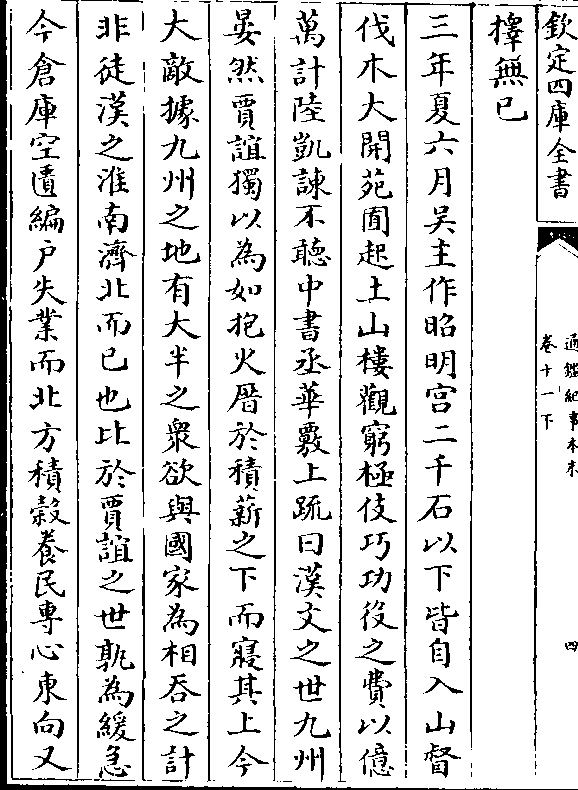 欽定四庫全書
通鑑紀事本末
卷十一下
四
擇無已
三年夏六月吴主作昭明宫二千石以下皆自入山督
伐木大開苑囿起土山樓觀窮極伎巧功役之費以億
萬計陸凱諫不聽中書丞華覈上疏曰漢文之世九州
晏然賈誼獨以為如抱火厝於積薪之下而寢其上今
大敵據九州之地有大半之衆欲與國家為相吞之計
非徒漢之淮南濟北而已也比於賈誼之世孰為緩急
今倉庫空匱編户失業而北方積榖養民專心東向又